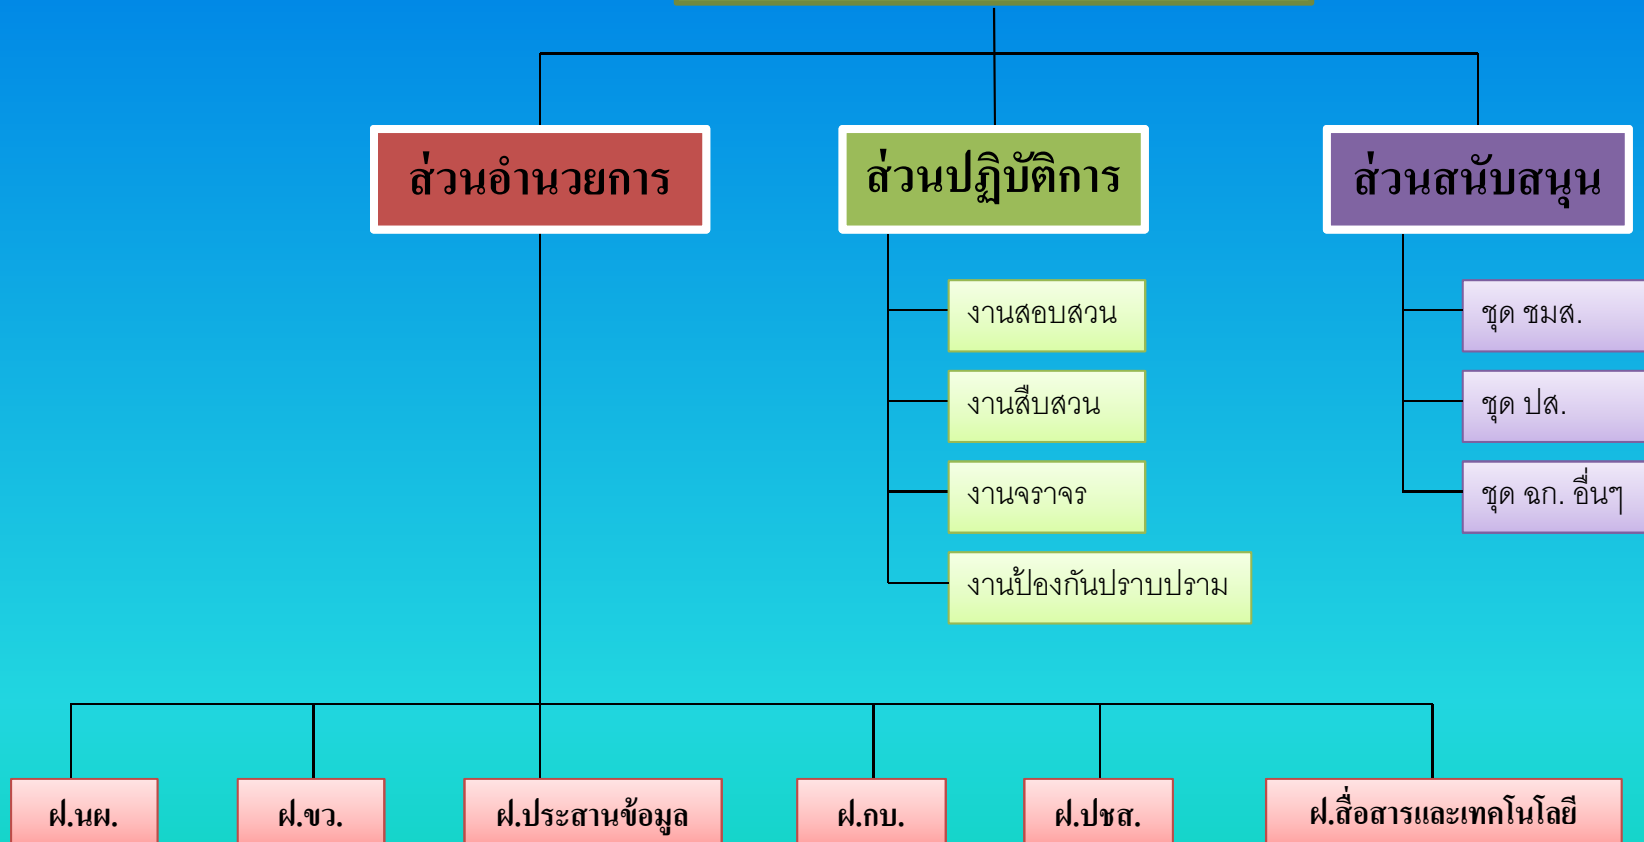 ส่วนอำนวยการ
ส่วนปฏิบัติการ
ส่วนสนับสนุน
งานสอบสวน
งานสืบสวน
งานจราจร
งานป้องกันปราบปราม
ชุด ชมส.
ชุด ปส.
ชุด ฉก. อื่นๆ
ฝ.นผ.
ฝ.ขว.
ฝ.ประสานข้อมูล
ฝ.กบ.
ฝ.ปชส.
ฝ.สื่อสารและเทคโนโลยี